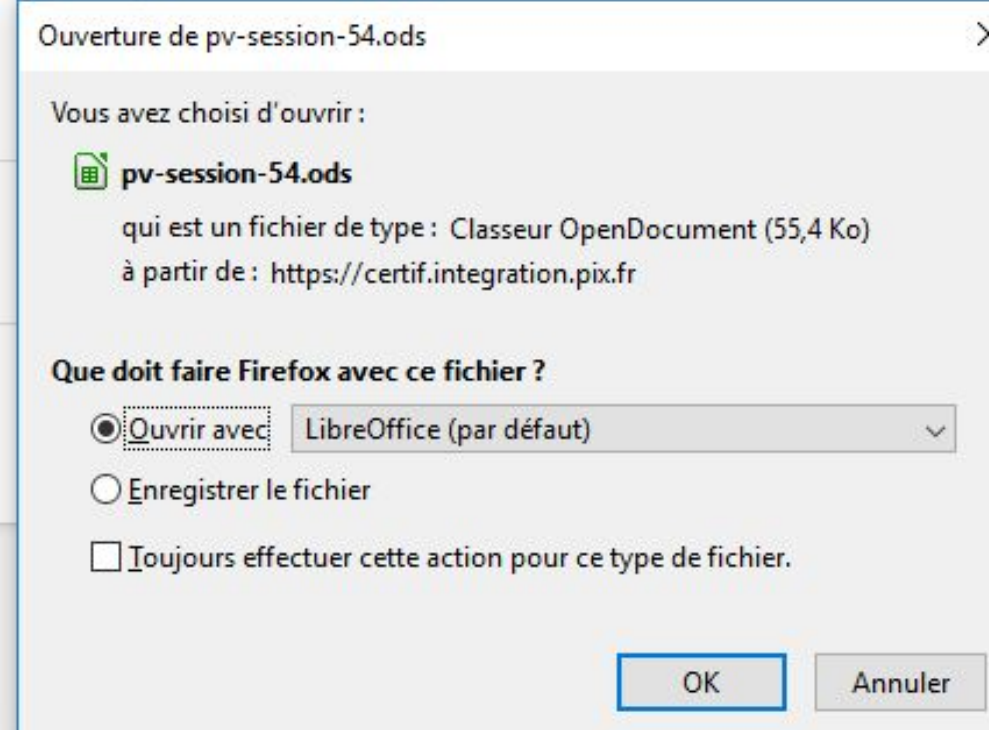 Ouverture de pv-session-54.ods
Vous avez choisi d'ouvrir :
pv-session-54.ods
qui est un fichier de type : Classeur OpenDocument (55,4 Ko)
à partir de : https://certif.integration.pix.fr
Que doit faire Firefox avec ce fichier ?
Ouvrir avec LibreOffice (par défaut)
Enregistrer le fichier
Toujours effectuer cette action pour ce type de fichier.
OK Annuler